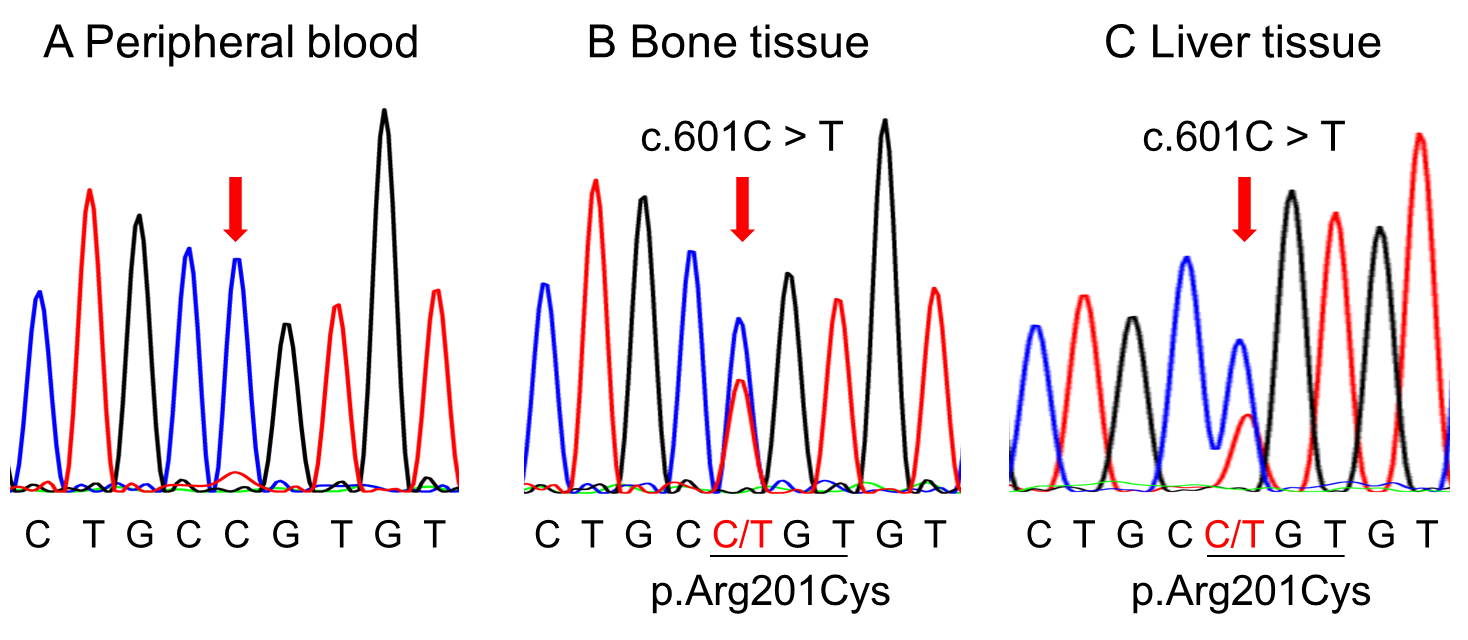 A Peripheral blood
C T G C C G T G T
B Bone tissue
c.601C > T
C T G C C/T G T G T
p.Arg201Cys
C Liver tissue
c.601C > T
C T G C C/T G T G T
p.Arg201Cys